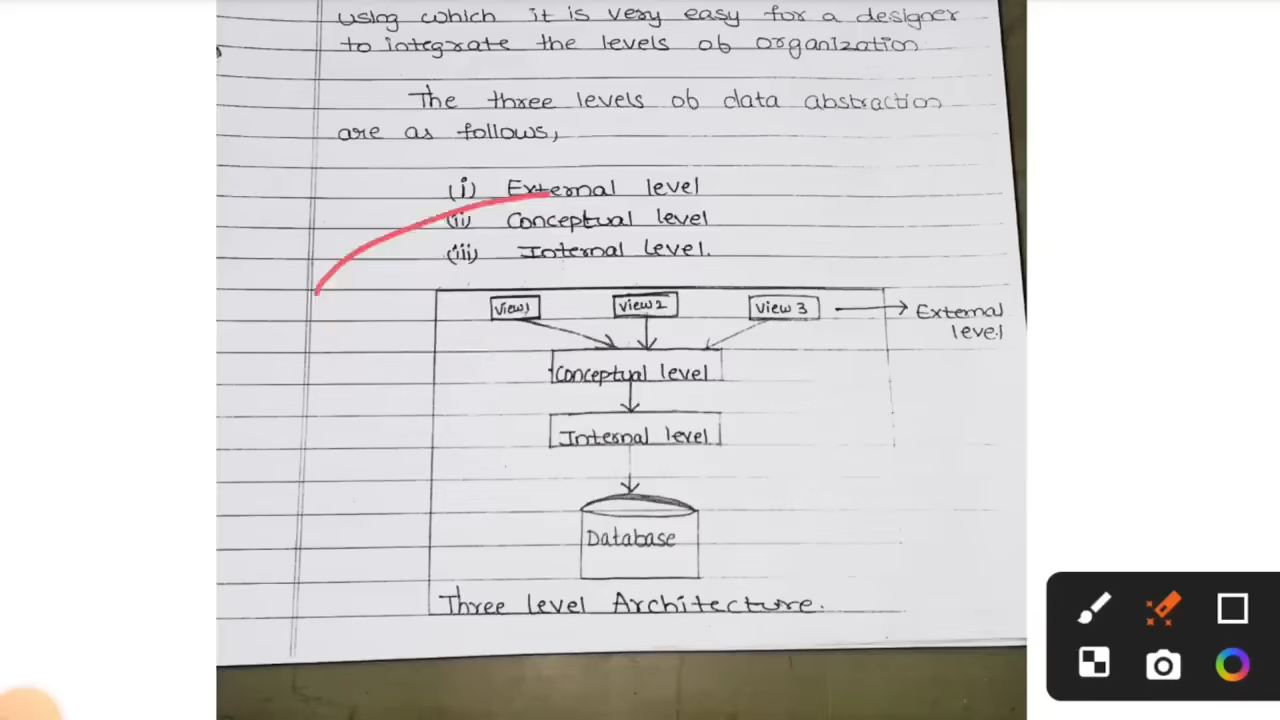 using which it is very easy for a designer
to integrate the levels of organization
The three levels of data abstraction
are as follows,
(i) External level
(ii) Conceptual level
(iii) Internal level.
View1 View2 View 3 External
level
Conceptual level
Internal level
Database
Three level Architecture.